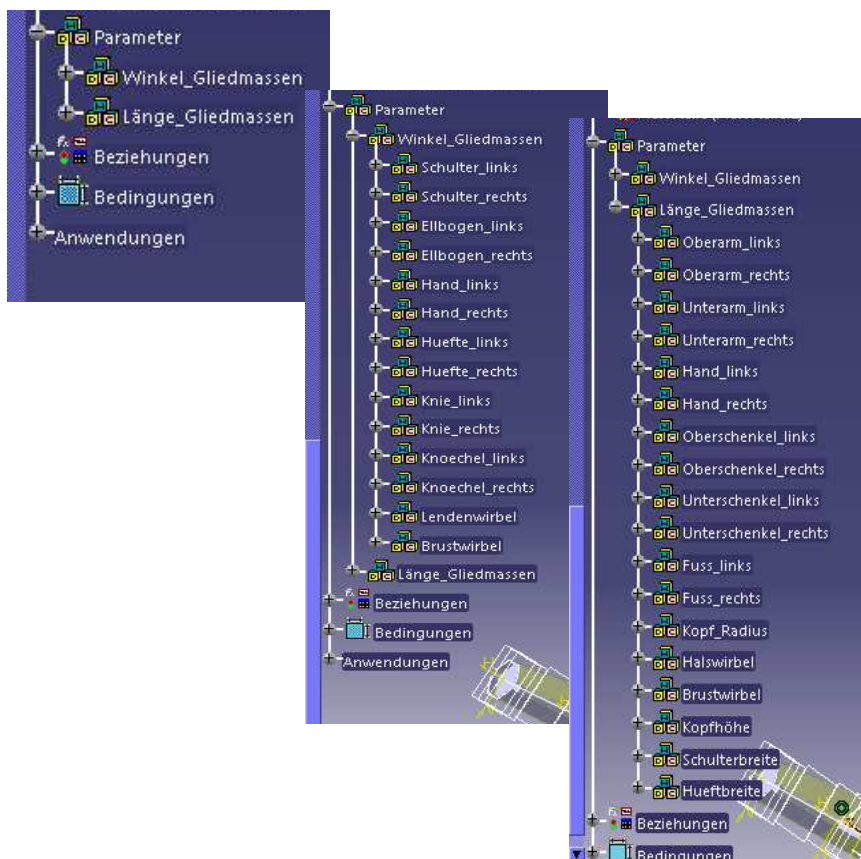 Parameter
Winkel_Gliedmassen
Länge_Gliedmassen
Beziehungen
Bedingungen
Anwendungen
Parameter
Winkel_Gliedmassen
Schulter_links
Schulter_rechts
Ellbogen_links
Ellbogen_rechts
Hand_links
Hand_rechts
Huefte_links
Huefte_rechts
Knie_links
Knie_rechts
Knoechel_links
Knoechel_rechts
Lendenwirbel
Brustwirbel
Länge_Gliedmassen
Beziehungen
Bedingungen
Anwendungen
Parameter
Winkel_Gliedmassen
Länge_Gliedmassen
Oberarm_links
Oberarm_rechts
Unterarm_links
Unterarm_rechts
Hand_links
Hand_rechts
Oberschenkel_links
Oberschenkel_rechts
Unterschenkel_links
Unterschenkel_rechts
Fuss_links
Fuss_rechts
Kopf_Radius
Halswirbel
Brustwirbel
Kopfhöhe
Schulterbreite
Hueftbreite
Beziehungen
Bedingungen